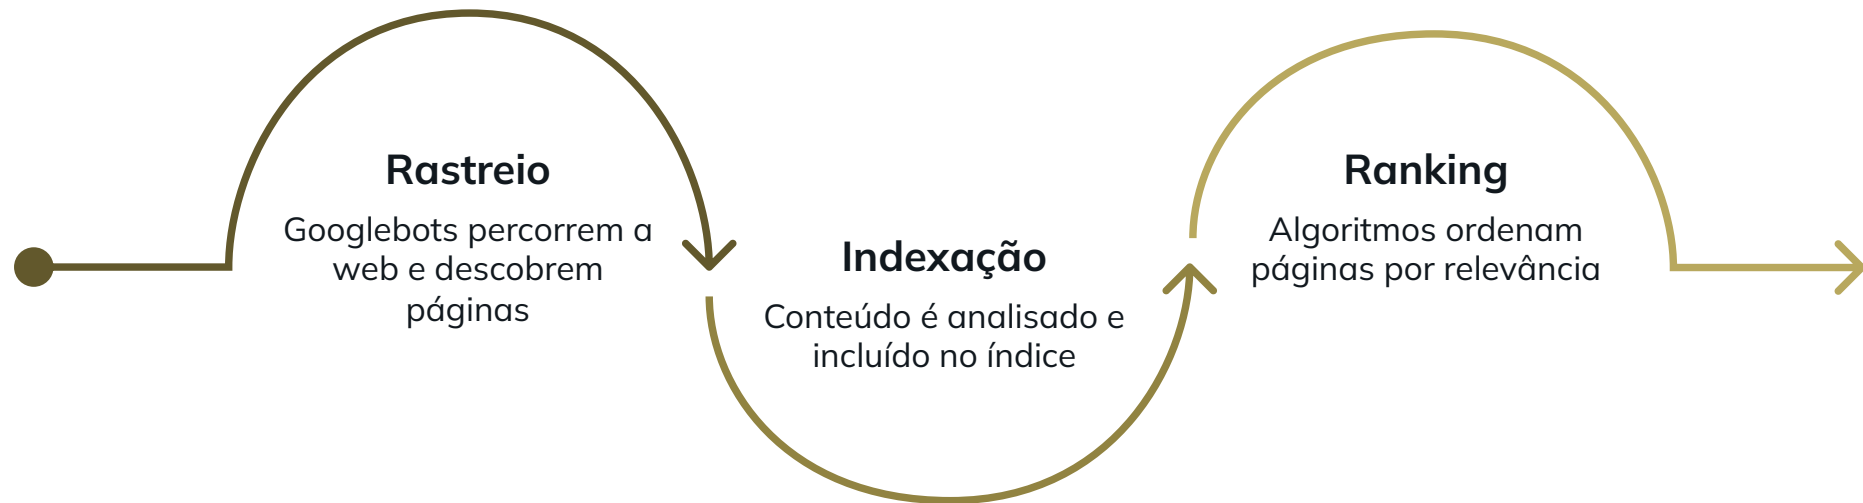 Rastreio
Googlebots percorrem a
web e descobrem
páginas
Indexação
Conteúdo é analisado e
incluído no índice
Ranking
Algoritmos ordenam
páginas por relevância